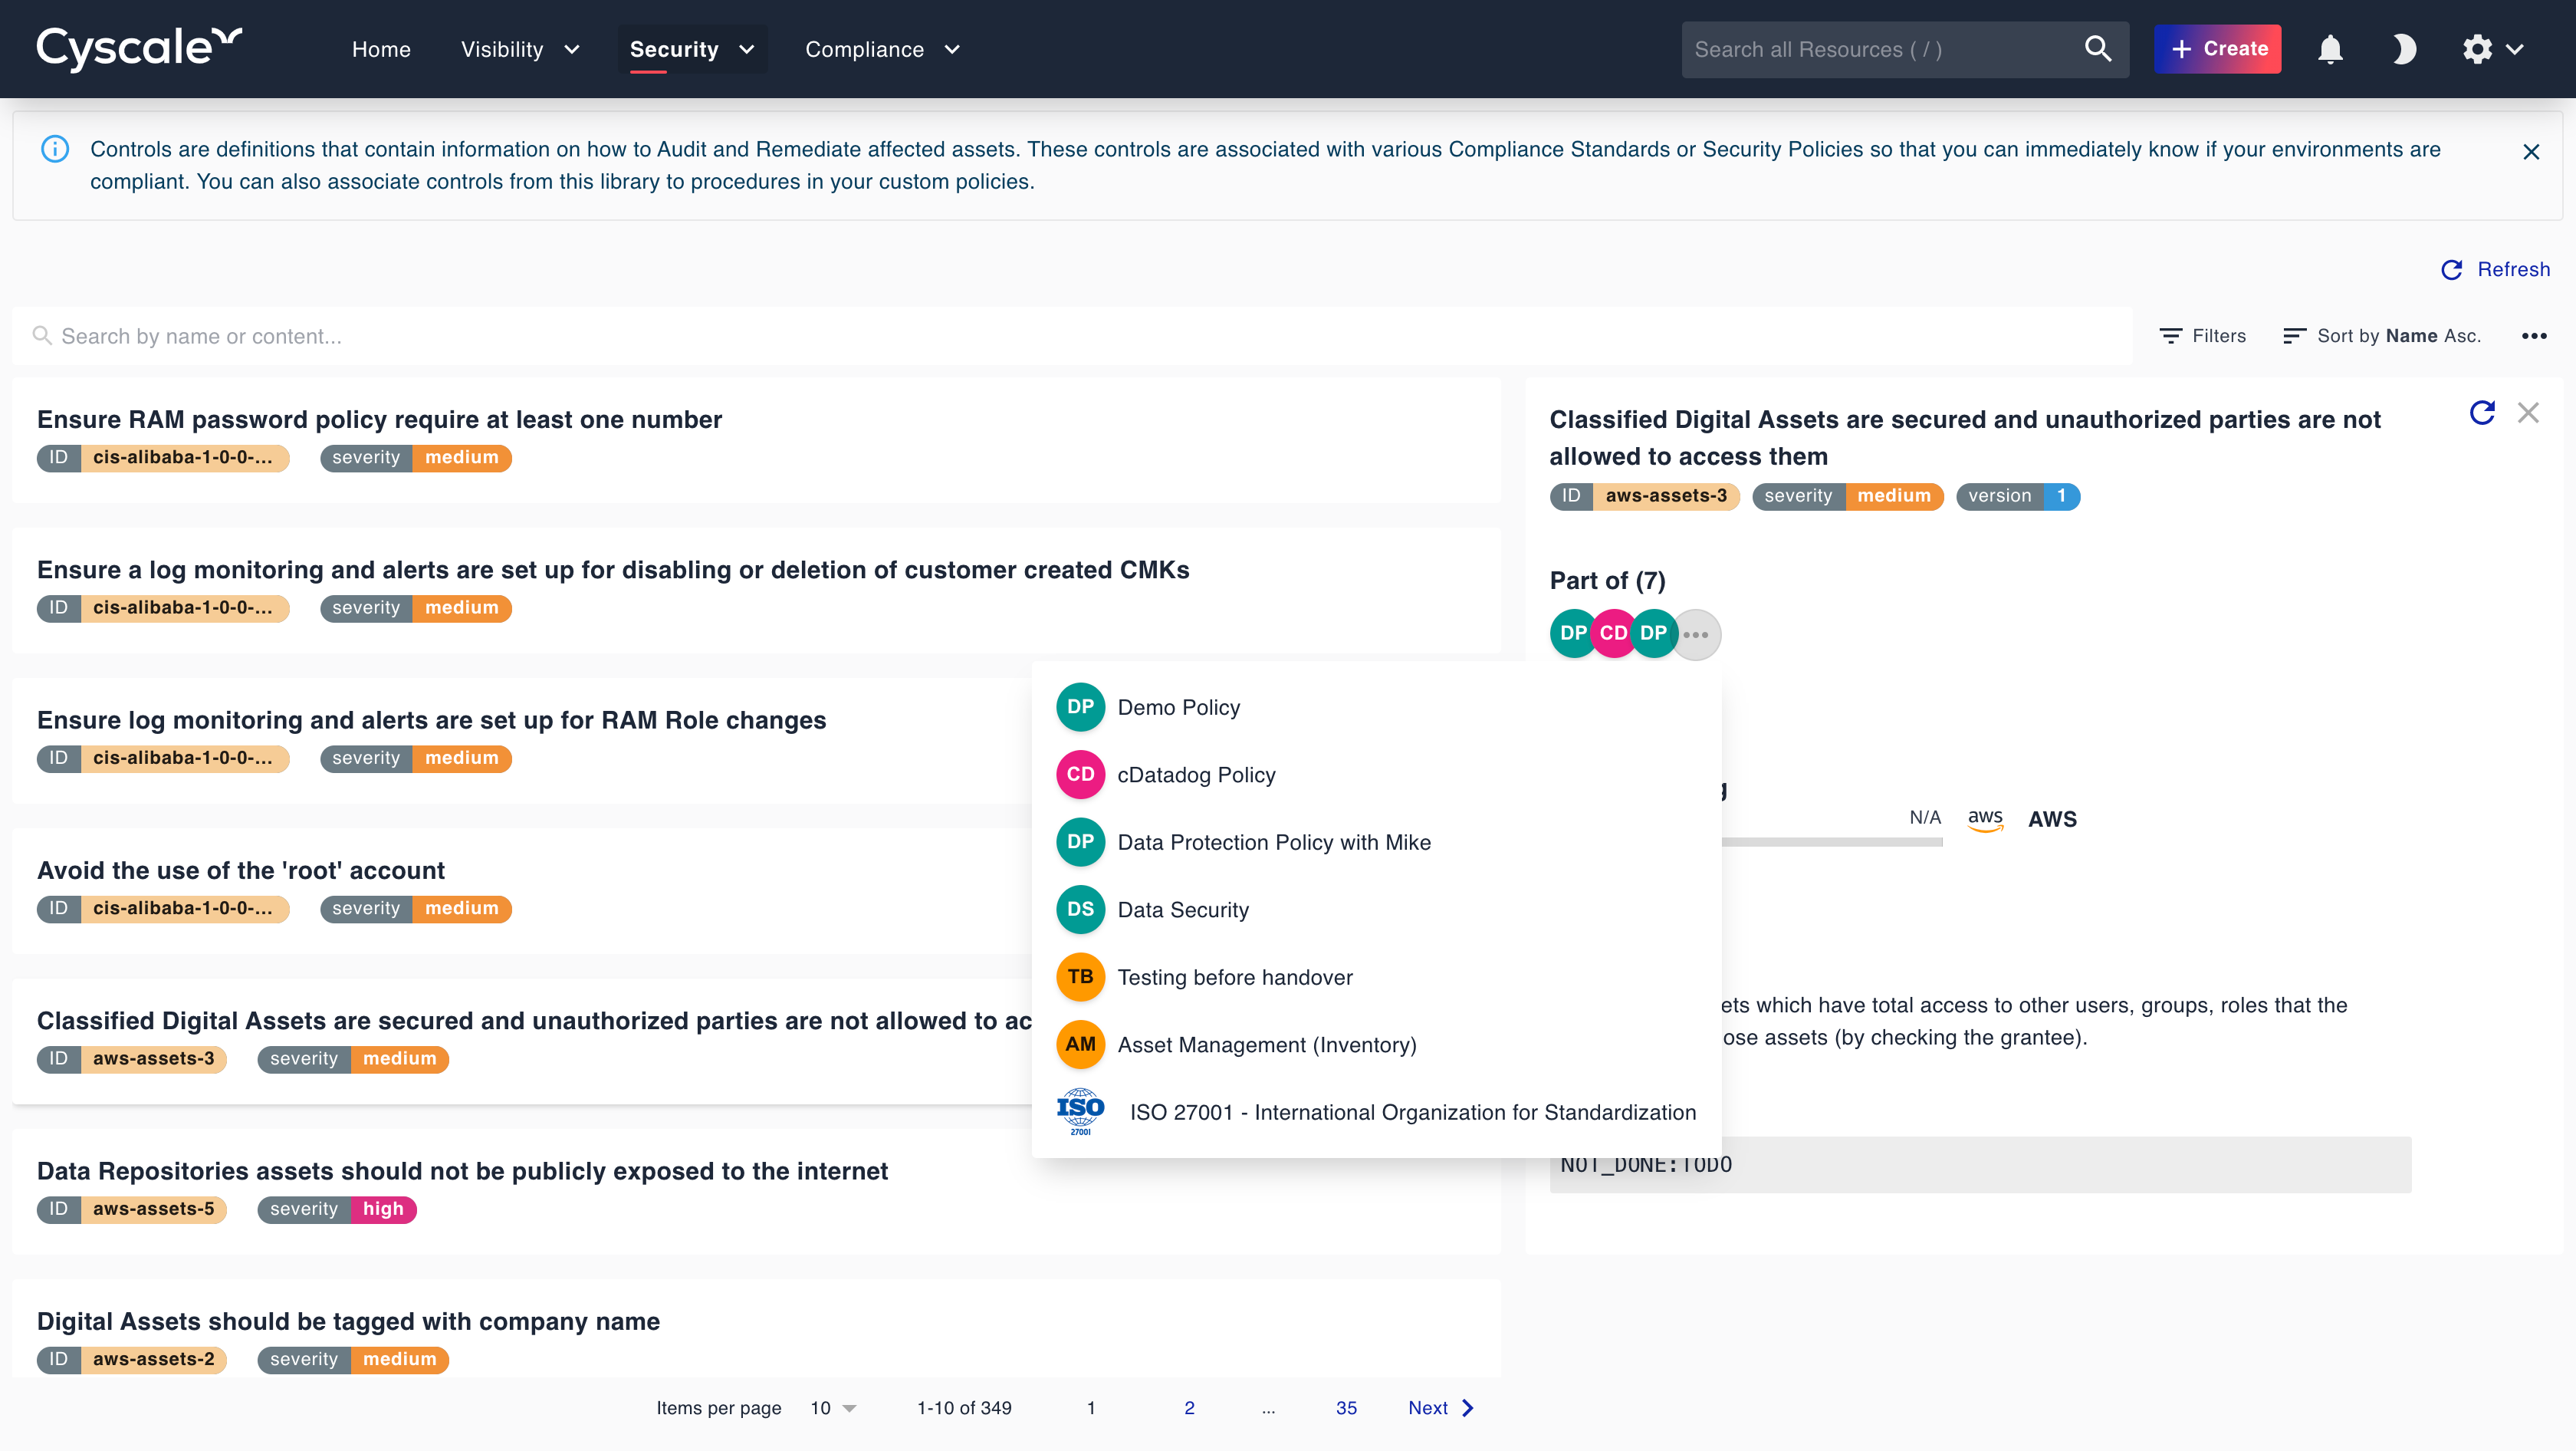 Cyscale
Home Visibility Security Compliance
Search all Resources ( / )
Create
Controls are definitions that contain information on how to Audit and Remediate affected assets. These controls are associated with various Compliance Standards or Security Policies so that you can immediately know if your environments are
compliant. You can also associate controls from this library to procedures in your custom policies.
Refresh
Search by name or content...
Filters Sort by Name Asc.
Ensure RAM password policy require at least one number
ID cis-alibaba-1-0-0-... severity medium
Ensure a log monitoring and alerts are set up for disabling or deletion of customer created CMKs
ID cis-alibaba-1-0-0-... severity medium
Ensure log monitoring and alerts are set up for RAM Role changes
ID cis-alibaba-1-0-0-... severity medium
Avoid the use of the 'root' account
ID cis-alibaba-1-0-0-... severity medium
Classified Digital Assets are secured and unauthorized parties are not allowed to ac
ID aws-assets-3 severity medium
Data Repositories assets should not be publicly exposed to the internet
ID aws-assets-5 severity high
Digital Assets should be tagged with company name
ID aws-assets-2 severity medium
Items per page 10 1-10 of 349 1 2 ... 35 Next
Classified Digital Assets are secured and unauthorized parties are not
allowed to access them
ID aws-assets-3 severity medium version 1
Part of (7)
DP CD DP
DP Demo Policy
CD cDatadog Policy
DP Data Protection Policy with Mike
DS Data Security
TB Testing before handover
AM Asset Management (Inventory)
ISO 27001 ISO 27001 - International Organization for Standardization
N/A aws AWS
ets which have total access to other users, groups, roles that the
ose assets (by checking the grantee).
NOT_DONE:TODO